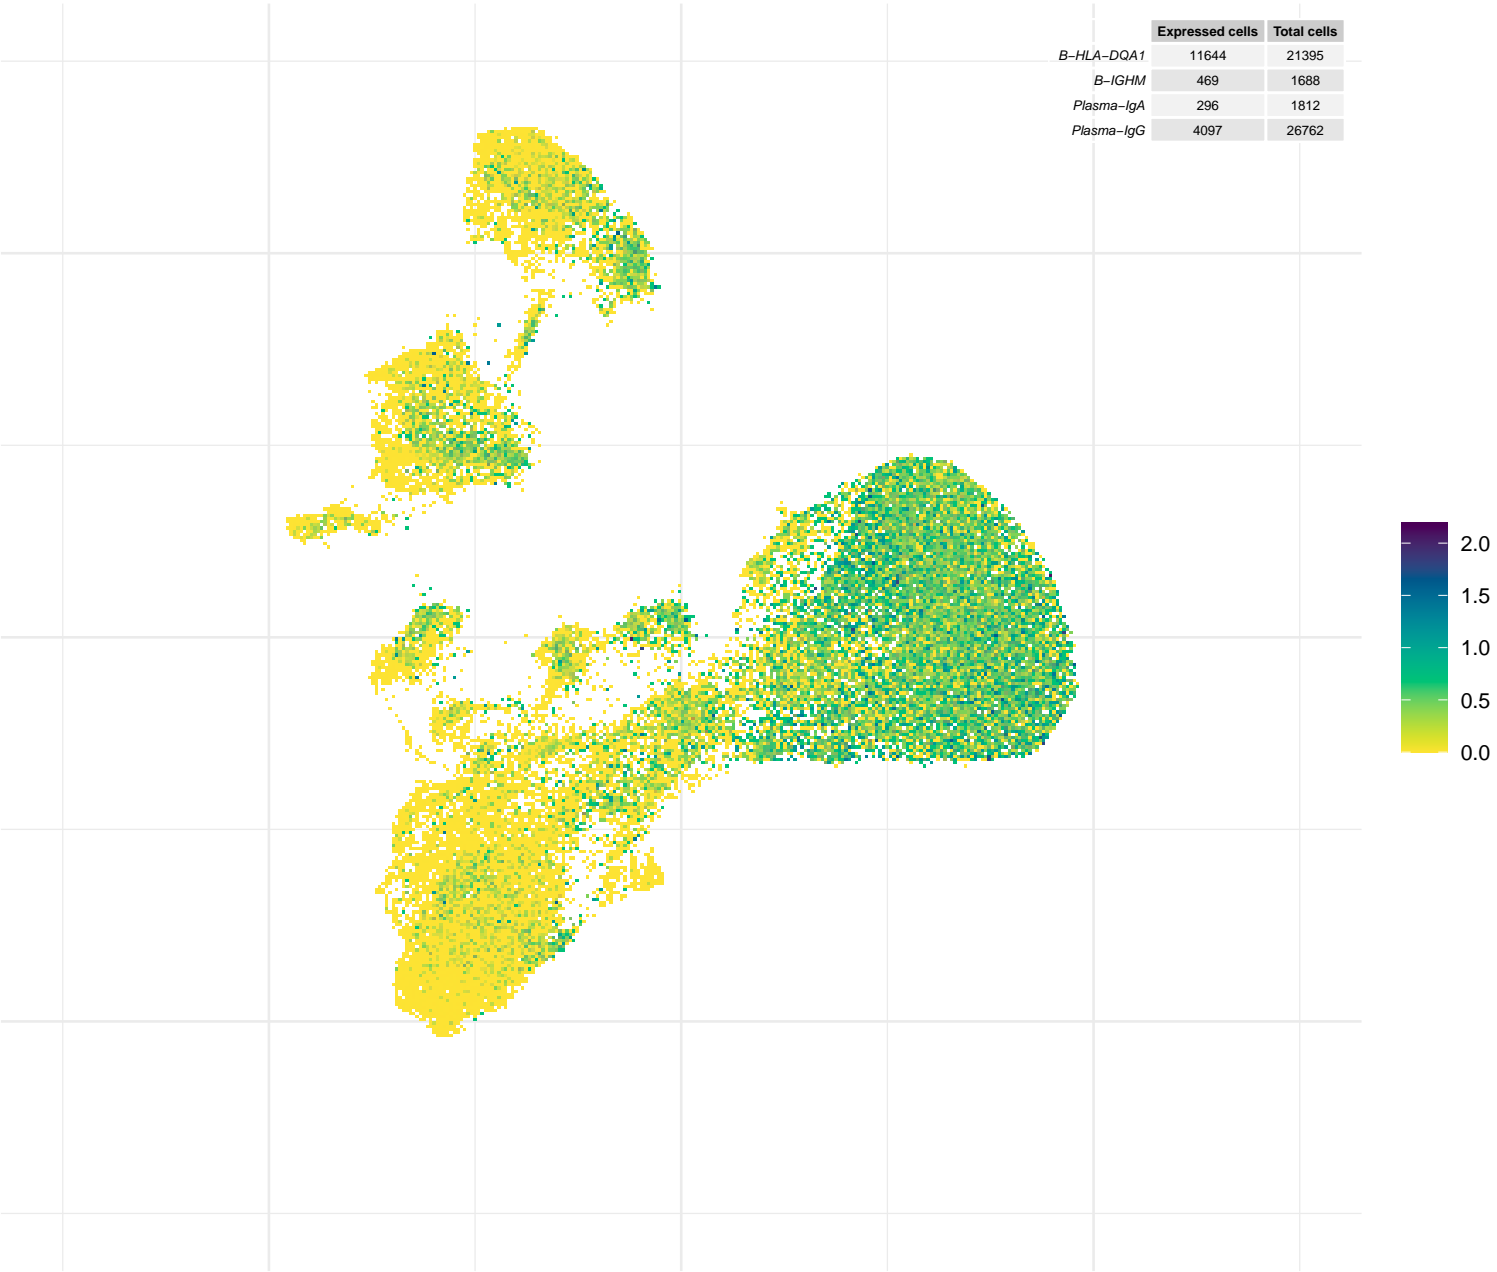 Expressed cells Total cells
B−HLA−DQA1 11644 21395
B−IGHM 469 1688
Plasma−IgA 296 1812
Plasma−IgG 4097 26762
2.0
1.5
1.0
0.5
0.0